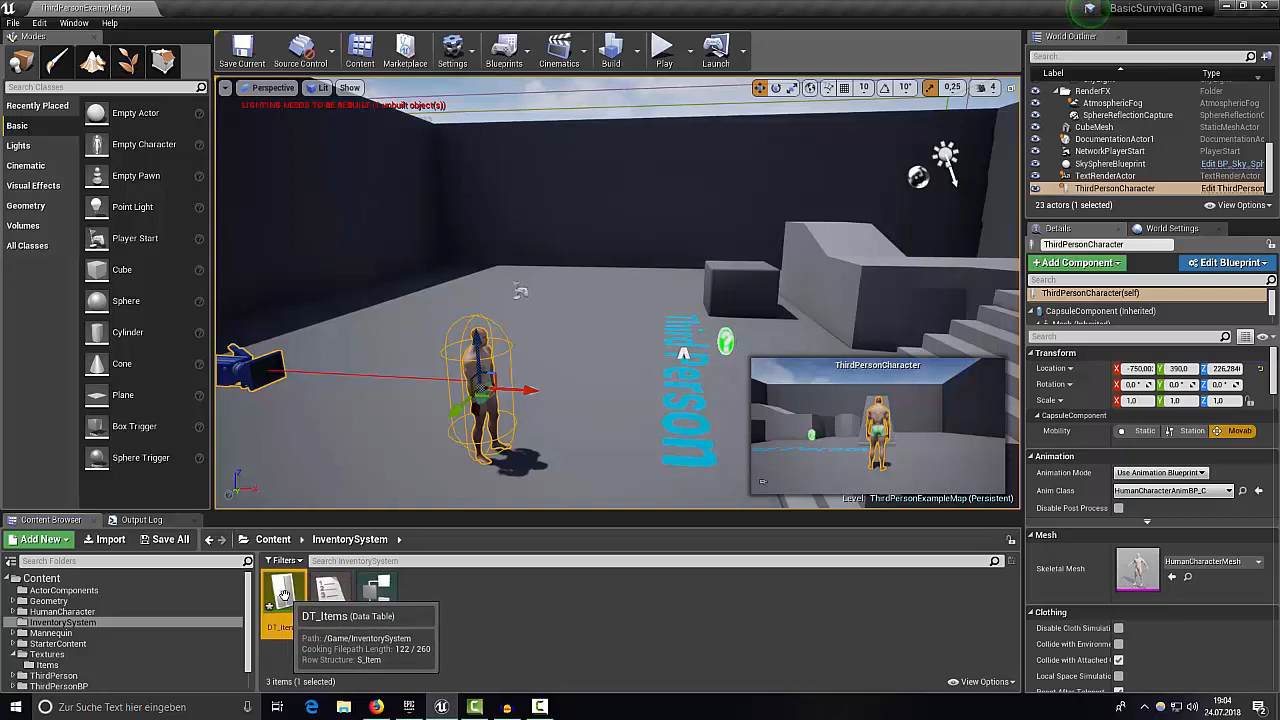 ThirdPersonExampleMap
BasicSurvivalGame
File Edit Window Help
Modes
Search Classes
Recently Placed
Basic
Lights
Cinematic
Visual Effects
Geometry
Volumes
All Classes
Empty Actor
Empty Character
Empty Pawn
Point Light
Player Start
Cube
Sphere
Cylinder
Cone
Plane
Box Trigger
Sphere Trigger
Save Current
Source Control
Content
Marketplace
Settings
Blueprints
Cinematics
Build
Play
Launch
Perspective
Lit
Show
10
10°
0,25
4
ThirdPerson
ThirdPersonCharacter
Level: ThirdPersonExampleMap (Persistent)
World Outliner
Search
Label Type
RenderFX Folder
AtmosphericFog AtmosphericFog
SphereReflectionCapture SphereReflectionC
CubeMesh StaticMeshActor
DocumentationActor1 DocumentationActo
NetworkPlayerStart PlayerStart
SkySphereBlueprint Edit BP_Sky_Sph
TextRenderActor TextRenderActor
ThirdPersonCharacter Edit ThirdPerson
23 actors (1 selected)
View Options
Details
World Settings
ThirdPersonCharacter
Add Component
Edit Blueprint
Search
ThirdPersonCharacter(self)
CapsuleComponent (Inherited)
Search
Transform
Location X -750,00 Y 390,0 Z 226,284
Rotation X 0,0° Y 0,0° Z 0,0°
Scale X 1,0 Y 1,0 Z 1,0
CapsuleComponent
Mobility Static Station Movab
Animation
Animation Mode Use Animation Blueprint
Anim Class HumanCharacterAnimBP_C
Disable Post Process
Mesh
Skeletal Mesh HumanCharacterMesh
Clothing
Disable Cloth Simulati
Collide with Environme
Collide with Attached
Local Space Simulatio
Content Browser
Output Log
Add New
Import
Save All
Content
InventorySystem
Search Folders
Filters
Search InventorySystem
Content
ActorComponents
Geometry
HumanCharacter
InventorySystem
Mannequin
StarterContent
Textures
Items
ThirdPerson
ThirdPersonBP
DT_Items (Data Table)
Path: /Game/InventorySystem
Cooking Filepath Length: 122 / 260
Row Structure: S_Item
3 items (1 selected)
View Options
Zur Suche Text hier eingeben
19:04
24.07.2018